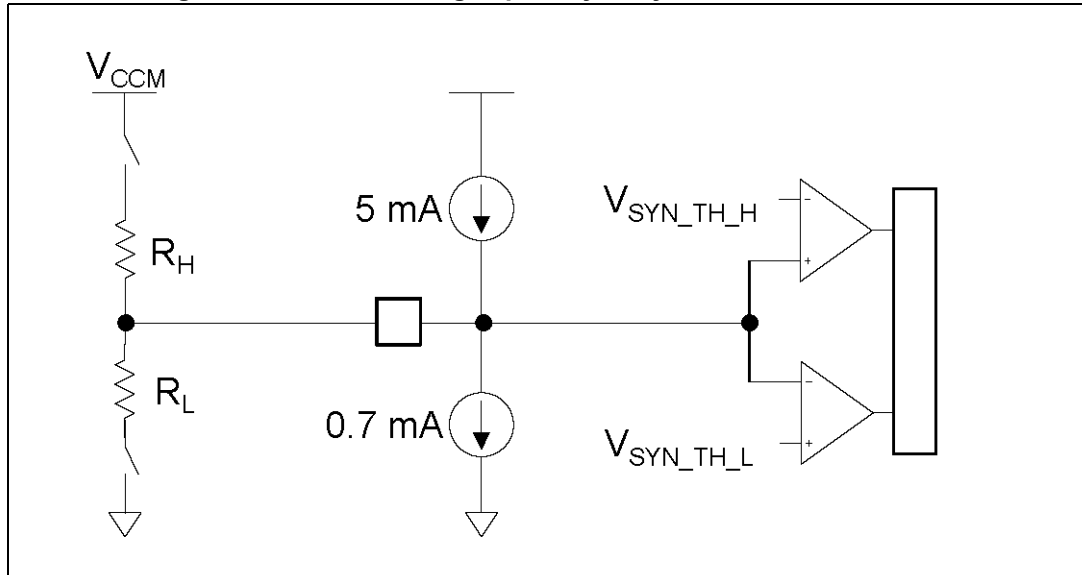 V_CCM
5 mA
V_SYN_TH_H
-
+
R_H
R_L
-
0.7 mA
V_SYN_TH_L
+